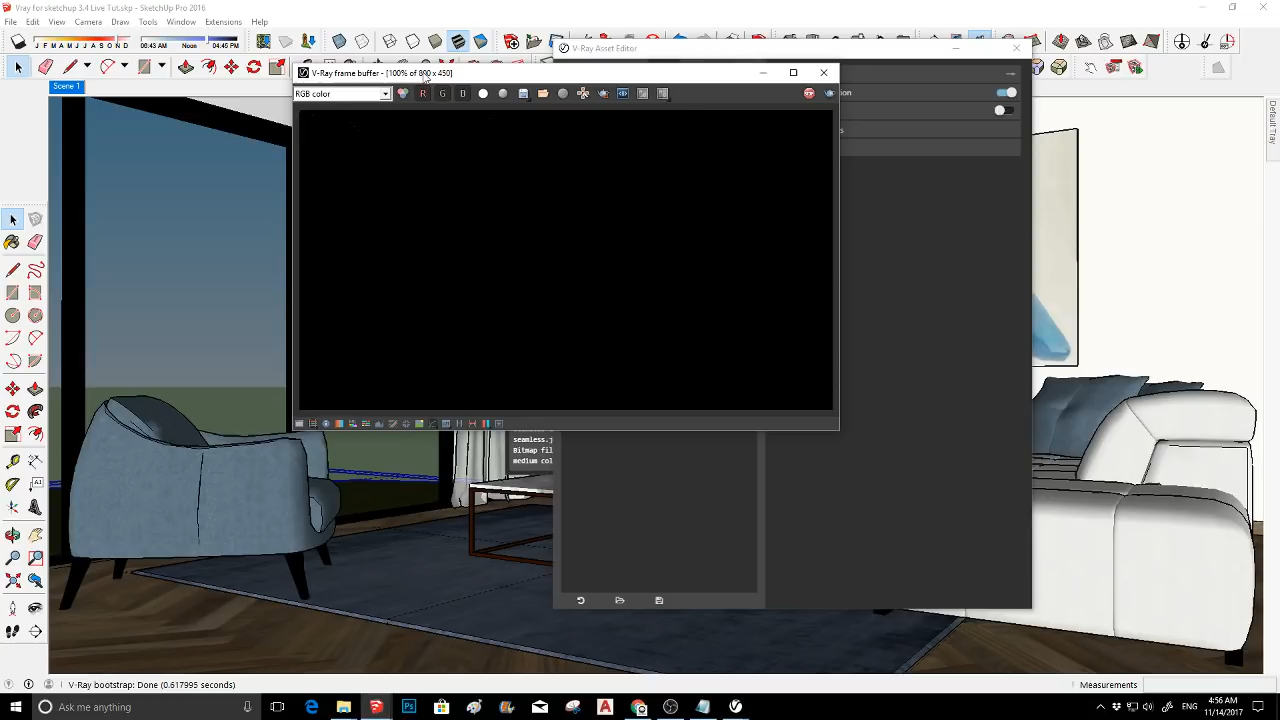 Vray for sketchup 3.4 Live Tut.skp - SketchUp Pro 2016
File Edit View Camera Draw Tools Window Extensions Help
J F M A M J J A S O N D
06:43 AM Noon 04:45 PM
V-Ray Asset Editor
Scene 1
V-Ray frame buffer - [100% of 800 x 450]
RGB color
R G B
Default Tray
seamless.j
Bitmap fil
medium col
V-Ray bootstrap: Done (0.617995 seconds)
Measurements
Ask me anything
4:56 AM
11/14/2017